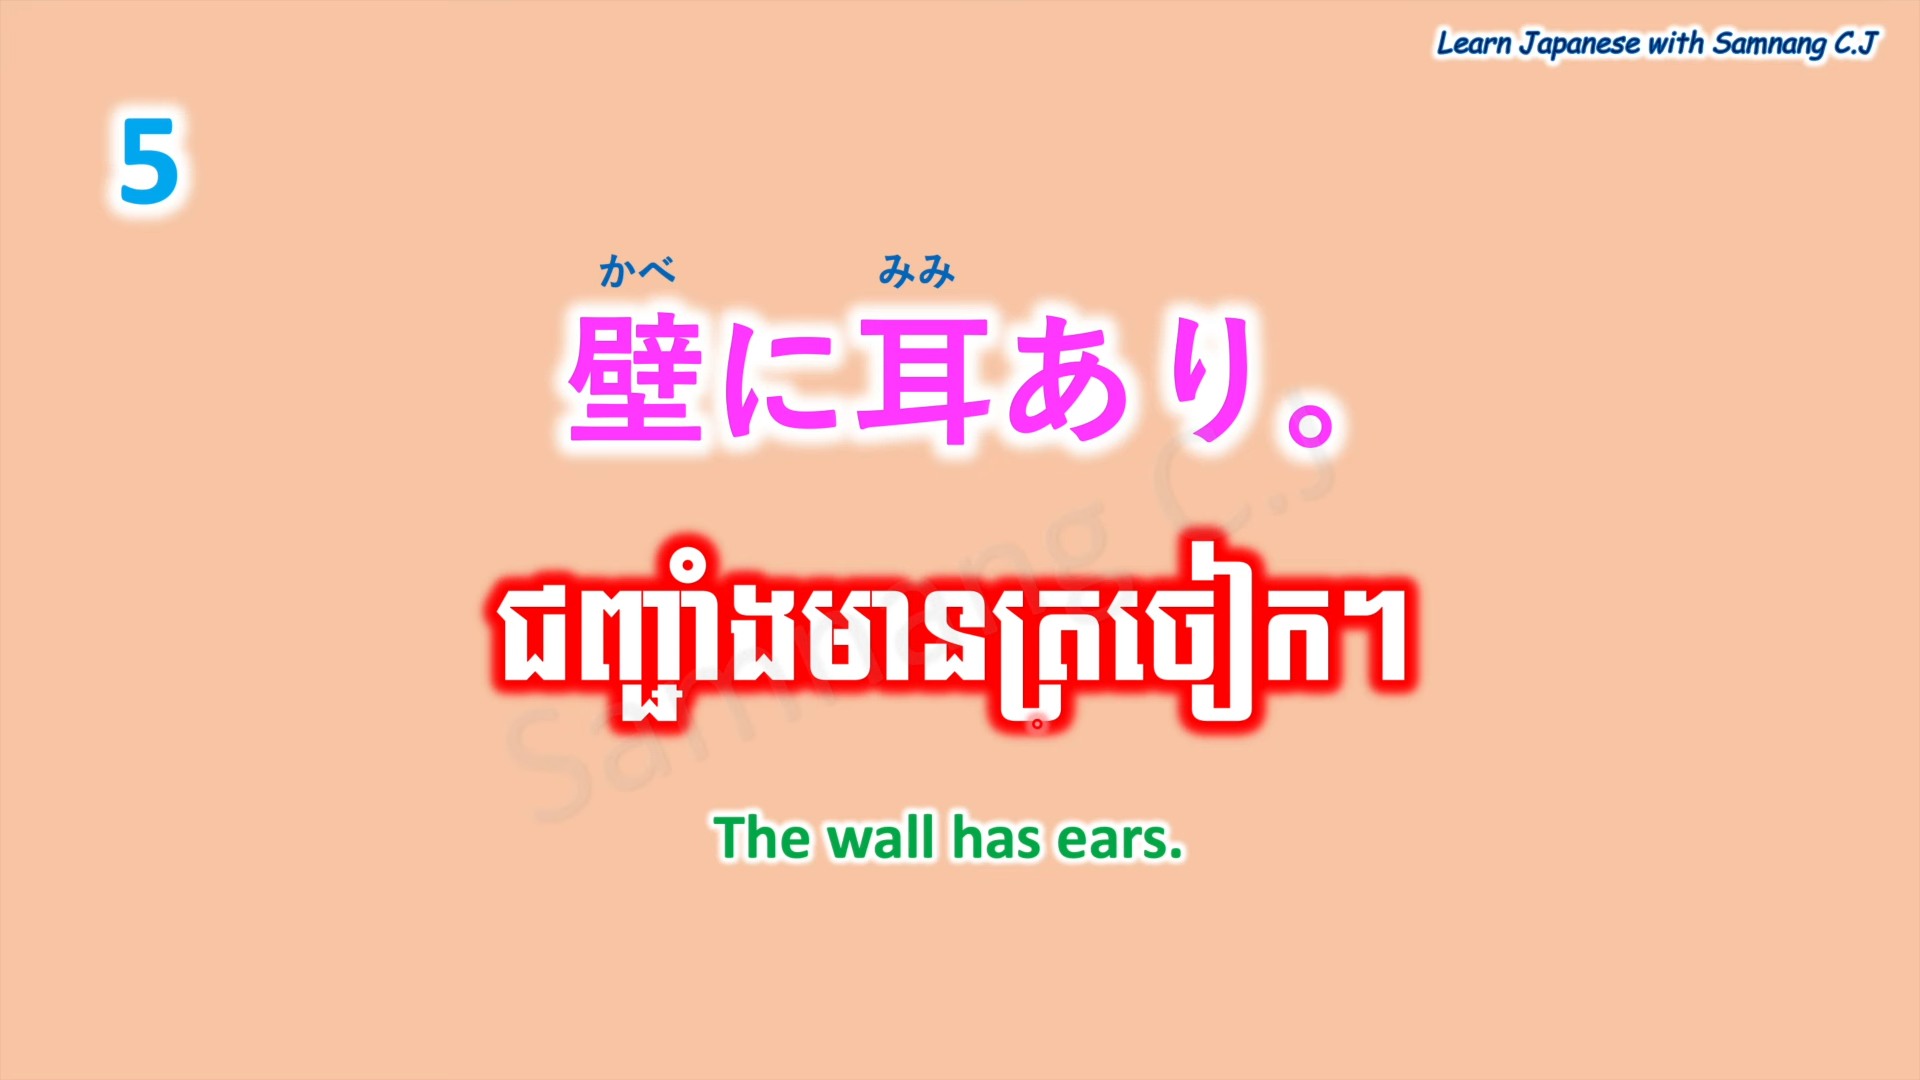 Learn Japanese with Samnang C.J
5
かべ みみ
壁に耳あり。
ជញ្ជាំងមានត្រចៀក។
The wall has ears.
Samnang C.J